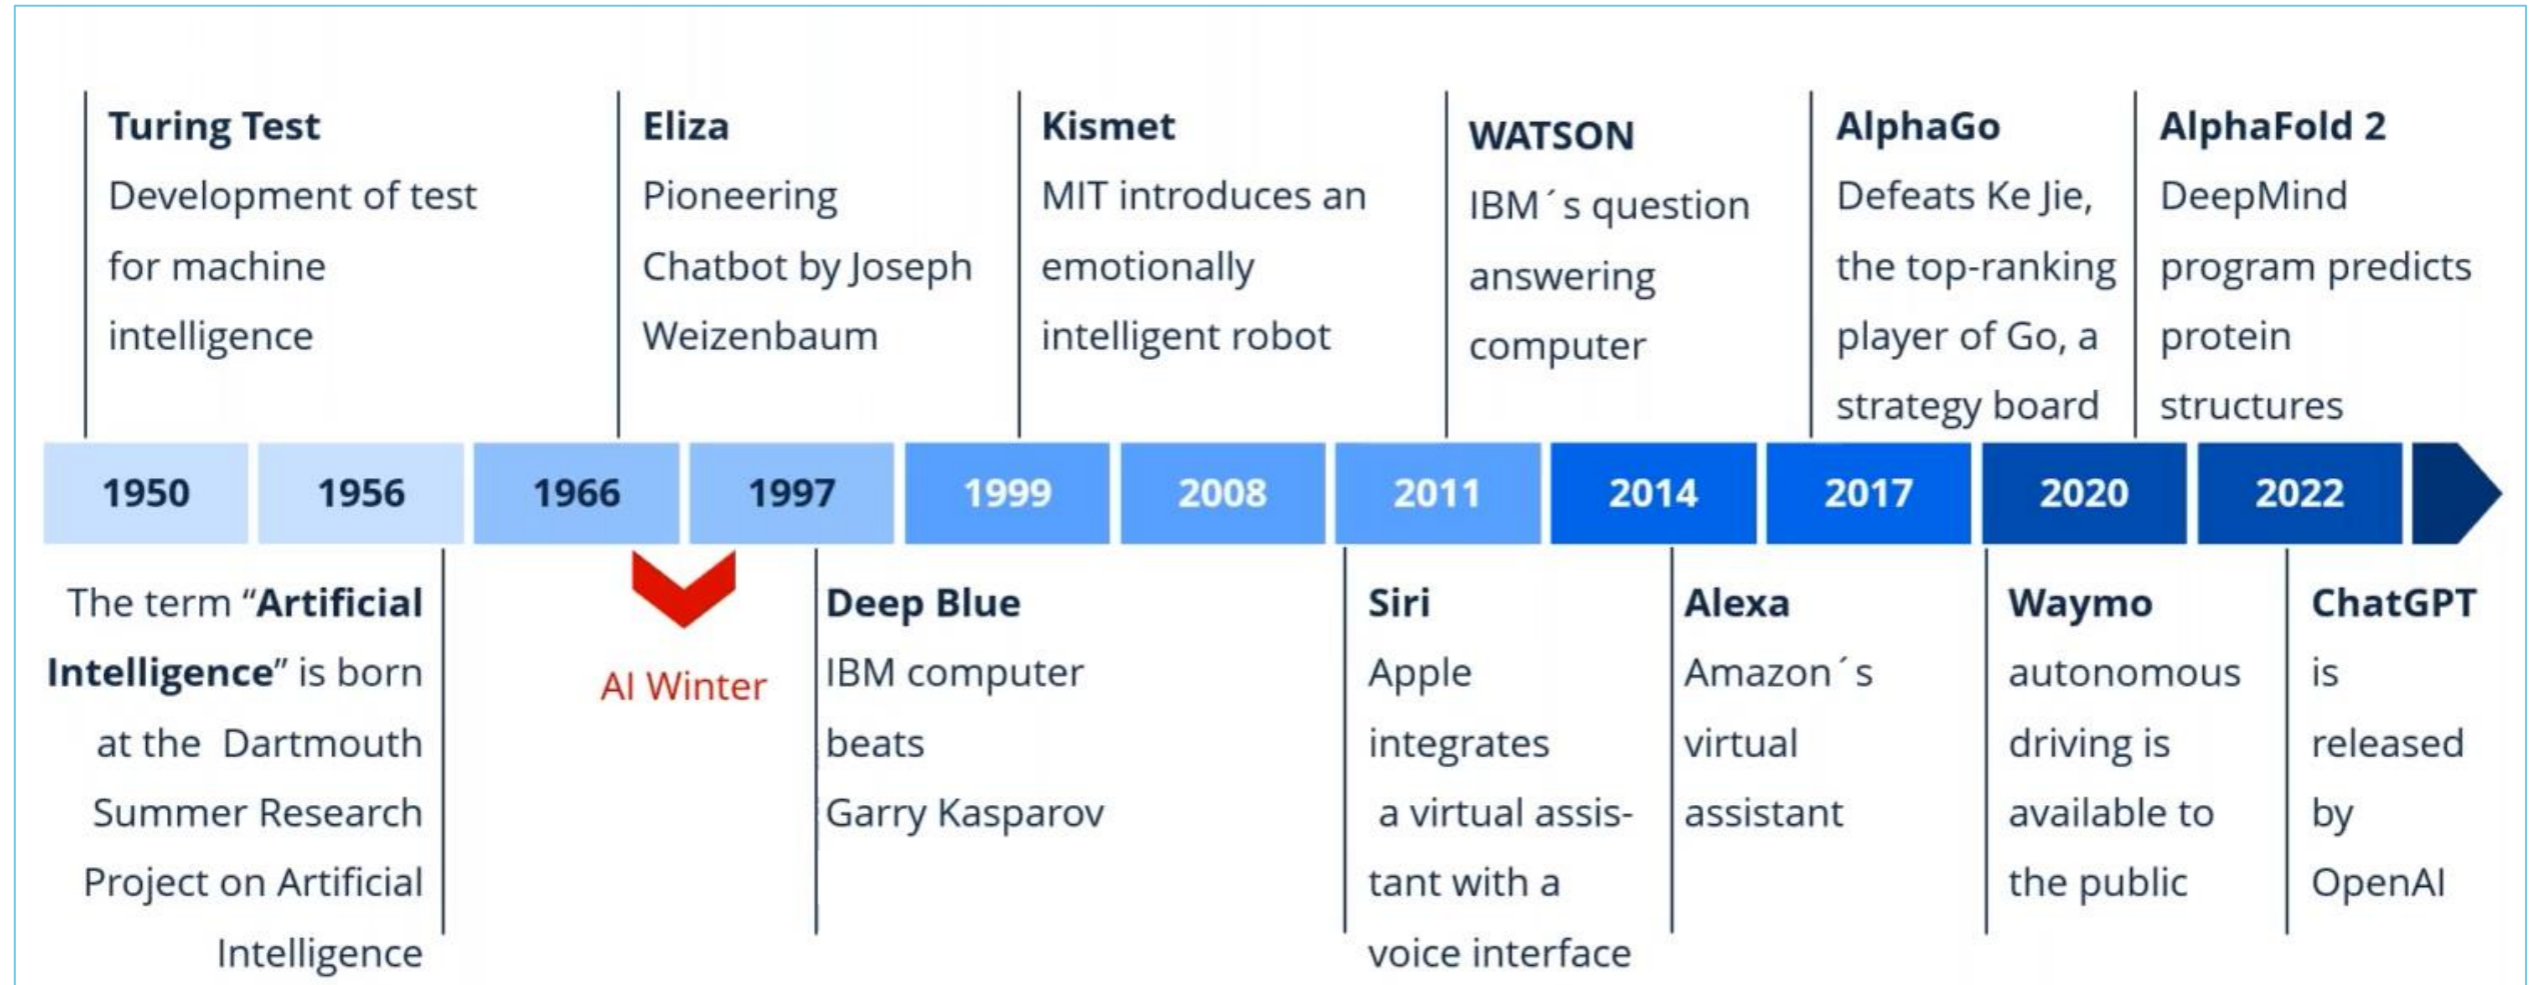 Turing Test
Development of test
for machine
intelligence
Eliza
Pioneering
Chatbot by Joseph
Weizenbaum
Kismet
MIT introduces an
emotionally
intelligent robot
WATSON
IBM´s question
answering
computer
AlphaGo
Defeats Ke Jie,
the top-ranking
player of Go, a
strategy board
AlphaFold 2
DeepMind
program predicts
protein
structures
1950
1956
1966
1997
1999
2008
2011
2014
2017
2020
2022
The term “Artificial
Intelligence” is born
at the Dartmouth
Summer Research
Project on Artificial
Intelligence
AI Winter
Deep Blue
IBM computer
beats
Garry Kasparov
Siri
Apple
integrates
a virtual assis-
tant with a
voice interface
Alexa
Amazon´s
virtual
assistant
Waymo
autonomous
driving is
available to
the public
ChatGPT
is
released
by
OpenAI